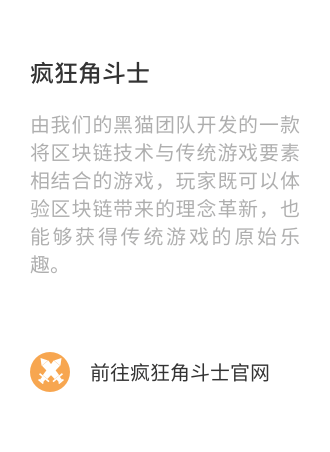 疯狂角斗士
由我们的黑猫团队开发的一款
将区块链技术与传统游戏要素
相结合的游戏，玩家既可以体
验区块链带来的理念革新，也
能够获得传统游戏的原始乐
趣。
前往疯狂角斗士官网